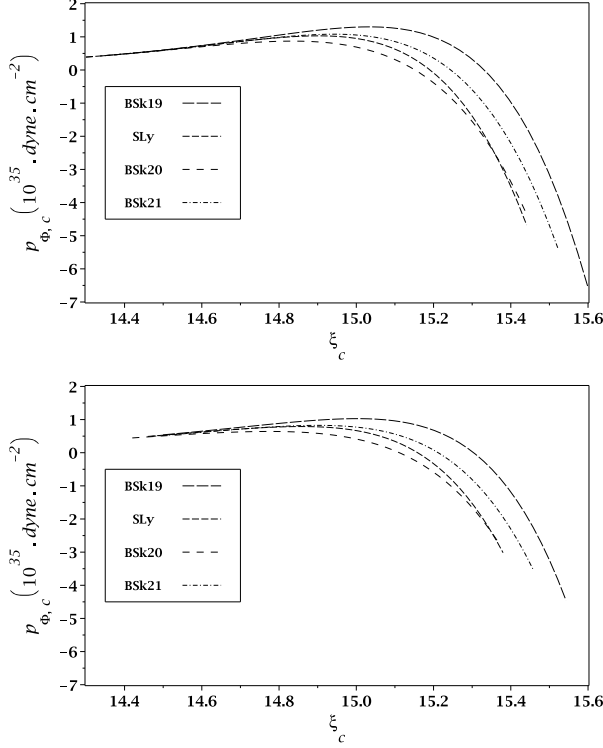 2
1
0
−1
−2
−3
−4
−5
−6
−7
p_Φ, c (10^35 . dyne. cm^−2)
BSk19
SLy
BSk20
BSk21
14.4 14.6 14.8 15.0 15.2 15.4 15.6
ξ_c
2
1
0
−1
−2
−3
−4
−5
−6
−7
p_Φ, c (10^35 . dyne. cm^−2)
BSk19
SLy
BSk20
BSk21
14.4 14.6 14.8 15.0 15.2 15.4 15.6
ξ_c